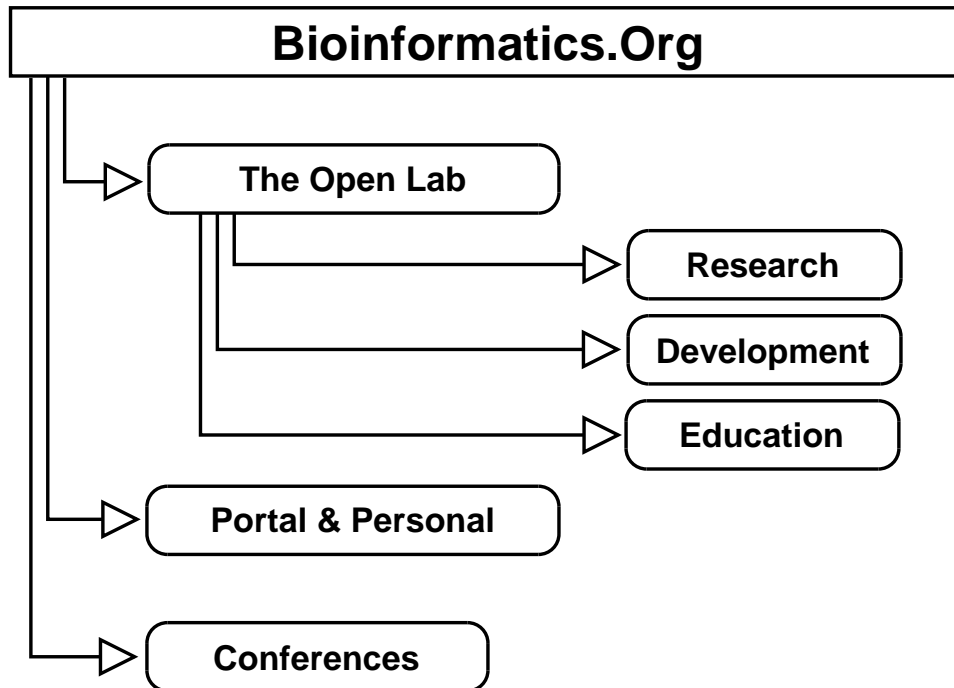 Bioinformatics.Org
The Open Lab
Research
Development
Education
Portal & Personal
Conferences